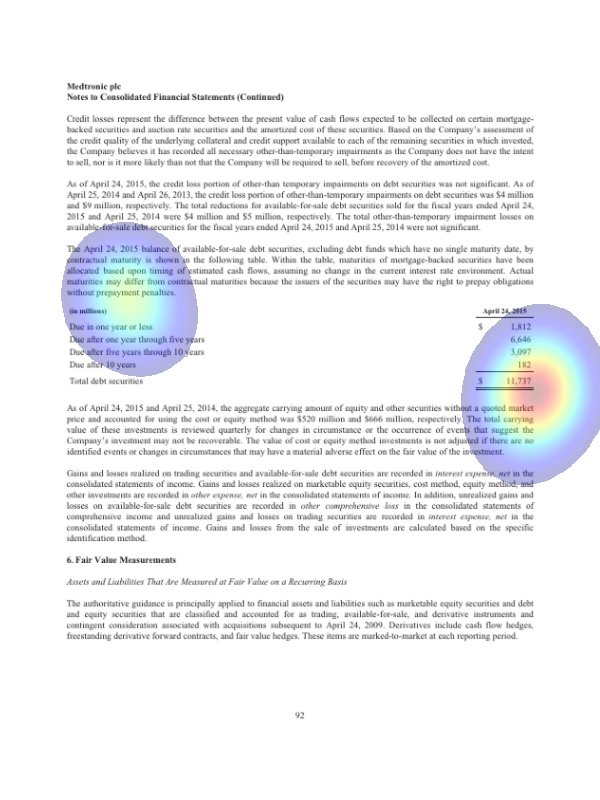 Medtronic plc
Notes to Consolidated Financial Statements (Continued)
Credit losses represent the difference between the present value of cash flows expected to be collected on certain mortgage-
backed securities and auction rate securities and the amortized cost of these securities. Based on the Company's assessment of
the credit quality of the underlying collateral and credit support available to each of the remaining securities in which invested,
the Company believes it has recorded all necessary other-than-temporary impairments as the Company does not have the intent
to sell, nor is it more likely than not that the Company will be required to sell, before recovery of the amortized cost.
As of April 24, 2015, the credit loss portion of other-than temporary impairments on debt securities was not significant. As of
April 25, 2014 and April 26, 2013, the credit loss portion of other-than-temporary impairments on debt securities was $4 million
and $9 million, respectively. The total reductions for available-for-sale debt securities sold for the fiscal years ended April 24,
2015 and April 25, 2014 were $4 million and $5 million, respectively. The total other-than-temporary impairment losses on
available-for-sale debt securities for the fiscal years ended April 24, 2015 and April 25, 2014 were not significant.
The April 24, 2015 balance of available-for-sale debt securities, excluding debt funds which have no single maturity date, by
contractual maturity is shown in the following table. Within the table, maturities of mortgage-backed securities have been
allocated based upon timing of estimated cash flows, assuming no change in the current interest rate environment. Actual
maturities may differ from contractual maturities because the issuers of the securities may have the right to prepay obligations
without prepayment penalties.
(in millions) April 24, 2015
Due in one year or less $ 1,812
Due after one year through five years 6,646
Due after five years through 10 years 3,097
Due after 10 years 182
Total debt securities $ 11,737
As of April 24, 2015 and April 25, 2014, the aggregate carrying amount of equity and other securities without a quoted market
price and accounted for using the cost or equity method was $520 million and $666 million, respectively. The total carrying
value of these investments is reviewed quarterly for changes in circumstance or the occurrence of events that suggest the
Company's investment may not be recoverable. The value of cost or equity method investments is not adjusted if there are no
identified events or changes in circumstances that may have a material adverse effect on the fair value of the investment.
Gains and losses realized on trading securities and available-for-sale debt securities are recorded in interest expense, net in the
consolidated statements of income. Gains and losses realized on marketable equity securities, cost method, equity method, and
other investments are recorded in other expense, net in the consolidated statements of income. In addition, unrealized gains and
losses on available-for-sale debt securities are recorded in other comprehensive loss in the consolidated statements of
comprehensive income and unrealized gains and losses on trading securities are recorded in interest expense, net in the
consolidated statements of income. Gains and losses from the sale of investments are calculated based on the specific
identification method.
6. Fair Value Measurements
Assets and Liabilities That Are Measured at Fair Value on a Recurring Basis
The authoritative guidance is principally applied to financial assets and liabilities such as marketable equity securities and debt
and equity securities that are classified and accounted for as trading, available-for-sale, and derivative instruments and
contingent consideration associated with acquisitions subsequent to April 24, 2009. Derivatives include cash flow hedges,
freestanding derivative forward contracts, and fair value hedges. These items are marked-to-market at each reporting period.
92